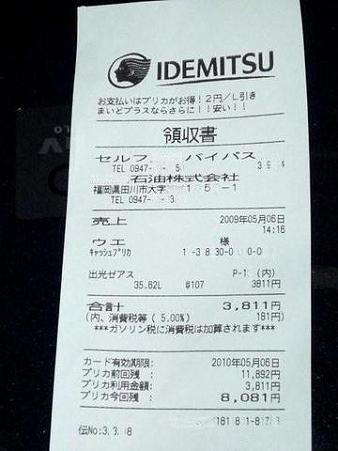 IDEMITSU
お支払いはプリカがお得！2円／L引き
まいどプラスならさらに！！安い！！
領収書
セルフ バイパス
TEL 0947-
石油株式会社
福岡県田川市大字 15-1
TEL 0947-
売上 2009年05月06日
14:16
ウエ 様
ｷｬｯｼｭﾌﾟﾘｶ
出光ゼアス P-1 (内)
35.62L @107 3811円
合計 3,811円
(内、消費税等 ( 5.00%) 181円)
***ガソリン税に消費税は加算されます***
カード有効期限: 2010年05月06日
プリカ前回残 : 11,892円
プリカ利用金額: 3,811円
プリカ今回残 : 8,081円
伝No: